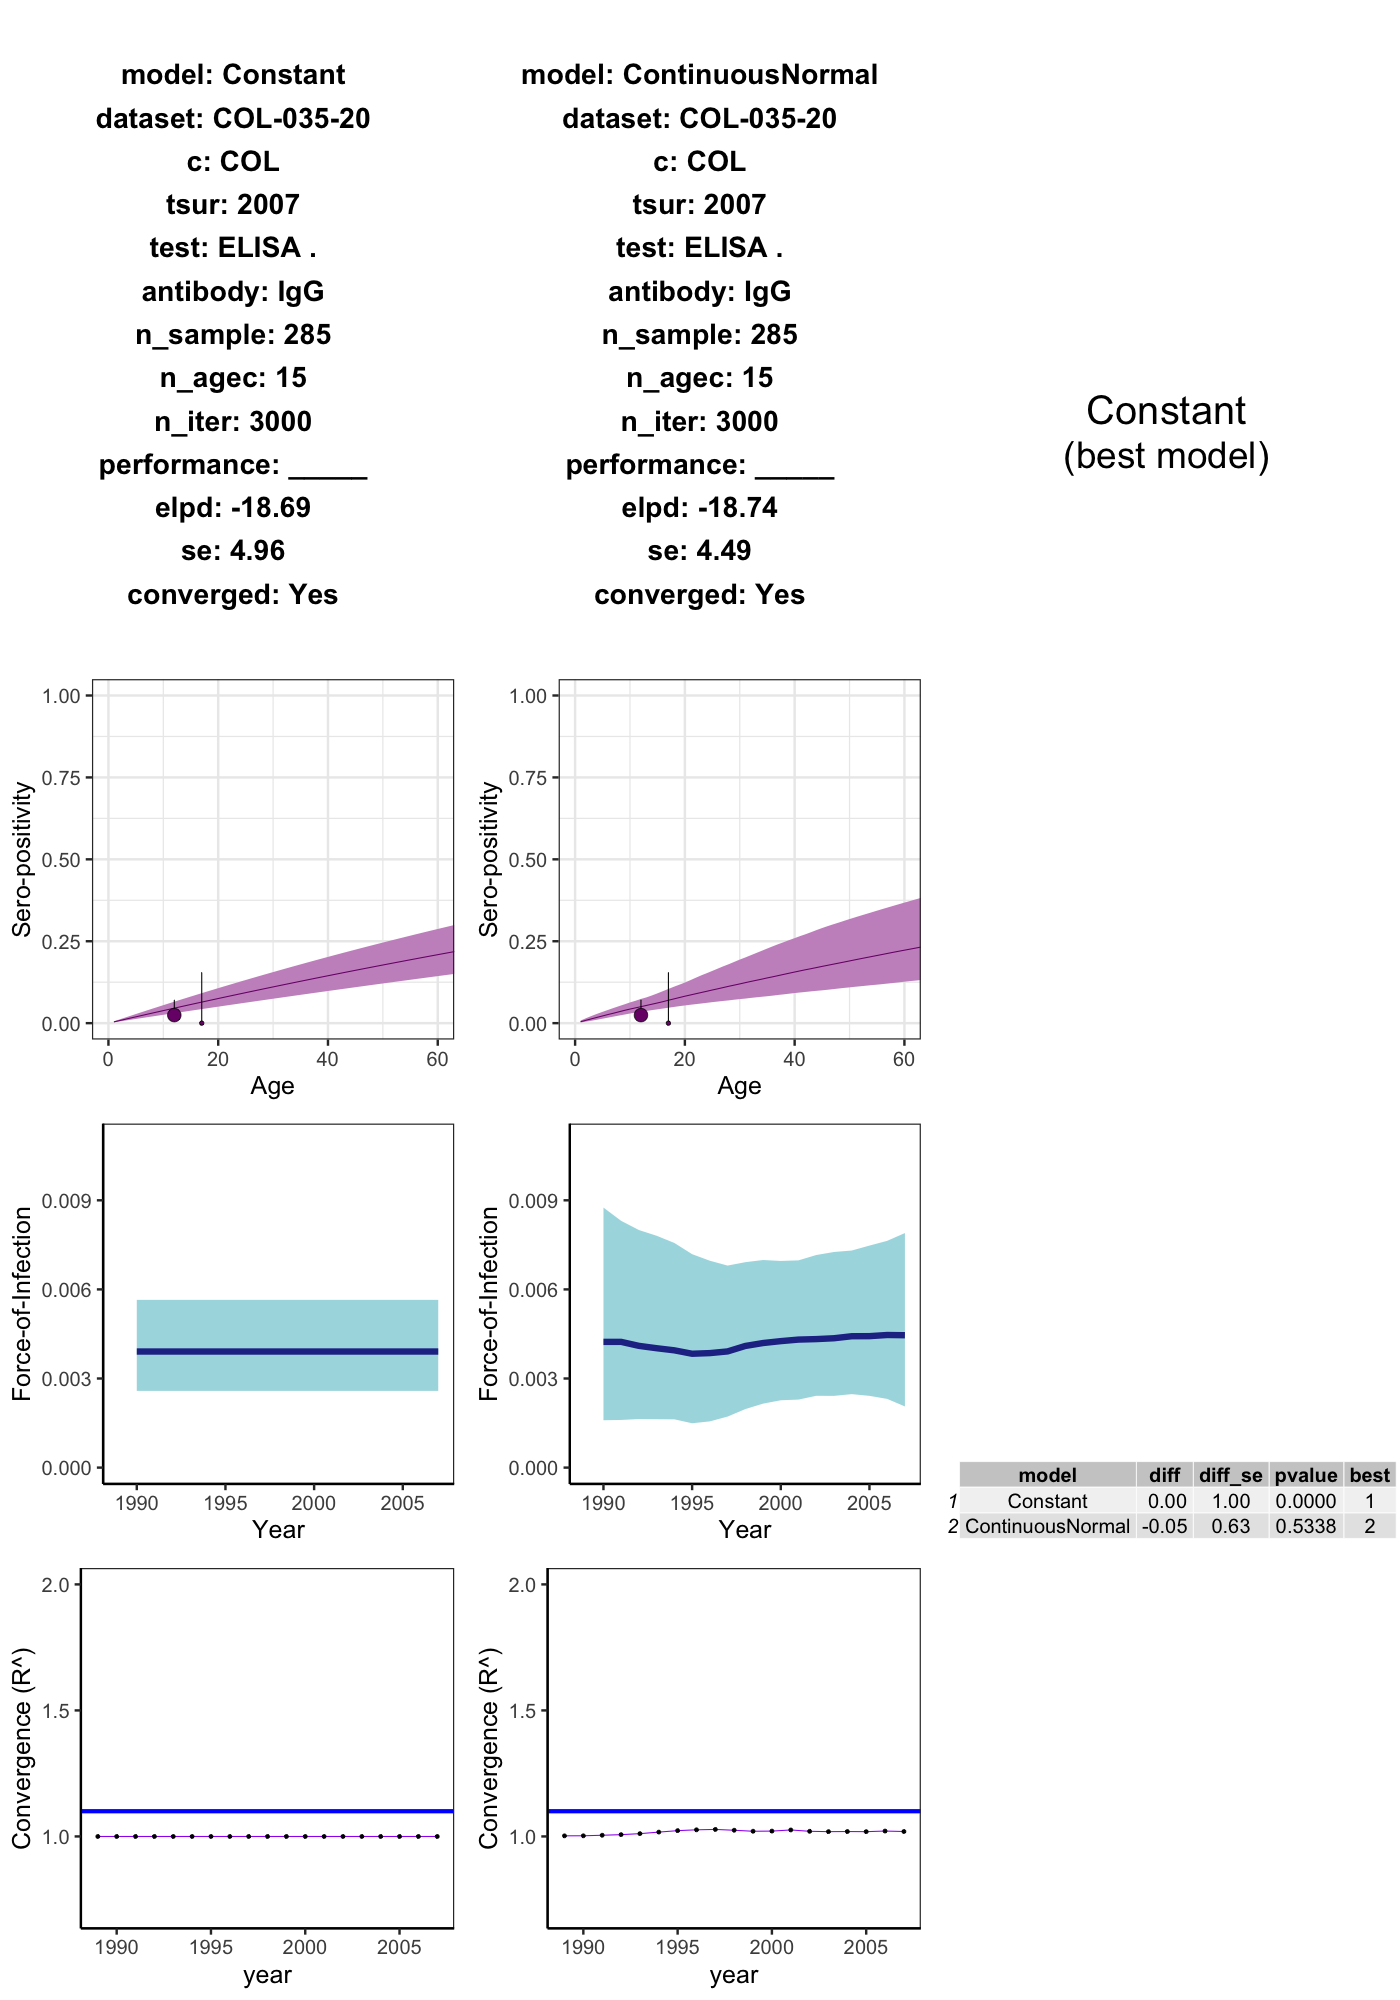 model: Constant
dataset: COL-035-20
c: COL
tsur: 2007
test: ELISA .
antibody: IgG
n_sample: 285
n_agec: 15
n_iter: 3000
performance: _____
elpd: -18.69
se: 4.96
converged: Yes
model: ContinuousNormal
dataset: COL-035-20
c: COL
tsur: 2007
test: ELISA .
antibody: IgG
n_sample: 285
n_agec: 15
n_iter: 3000
performance: _____
elpd: -18.74
se: 4.49
converged: Yes
Constant
(best model)
Sero-positivity
1.00
0.75
0.50
0.25
0.00
0 20 40 60
Age
Sero-positivity
1.00
0.75
0.50
0.25
0.00
0 20 40 60
Age
Force-of-Infection
0.009
0.006
0.003
0.000
1990 1995 2000 2005
Year
Force-of-Infection
0.009
0.006
0.003
0.000
1990 1995 2000 2005
Year
model diff diff_se pvalue best
1 Constant 0.00 1.00 0.0000 1
2 ContinuousNormal -0.05 0.63 0.5338 2
Convergence (R^)
2.0
1.5
1.0
1990 1995 2000 2005
year
Convergence (R^)
2.0
1.5
1.0
1990 1995 2000 2005
year